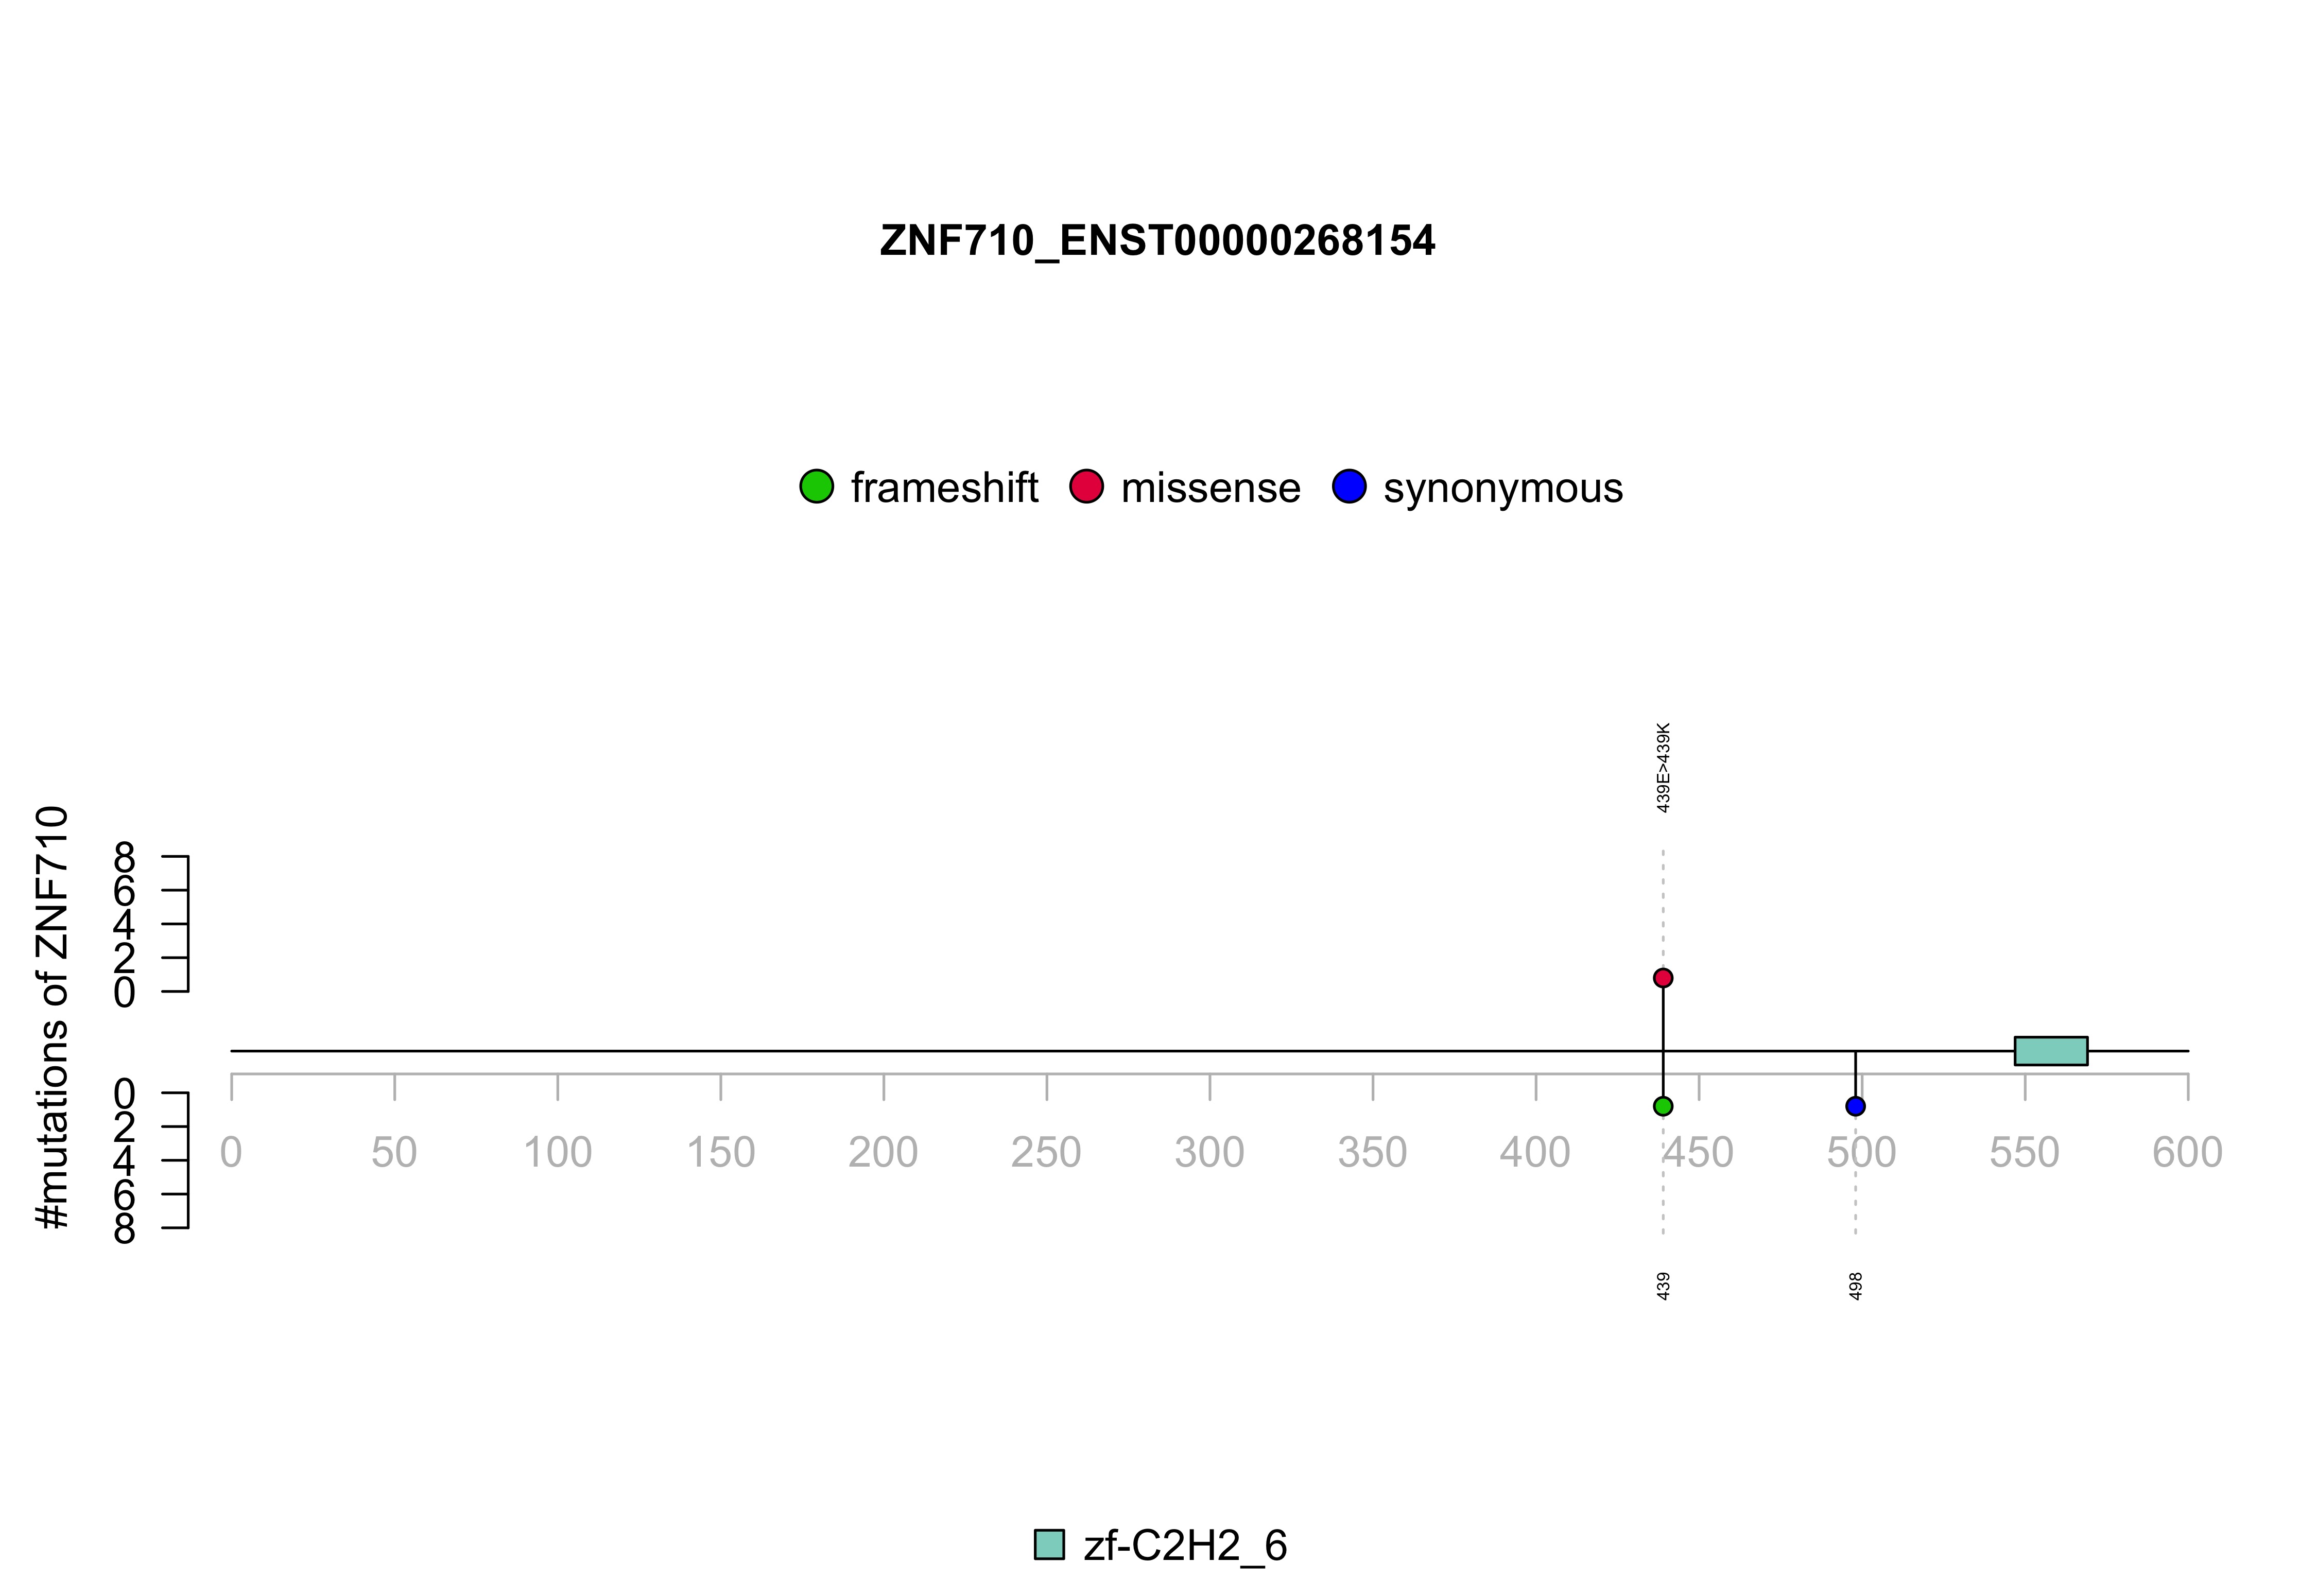 ZNF710_ENST00000268154
frameshift missense synonymous
439E>439K
#mutations of ZNF710
8
6
4
2
0
0
2
4
6
8
0 50 100 150 200 250 300 350 400 450 500 550 600
439 498
zf-C2H2_6